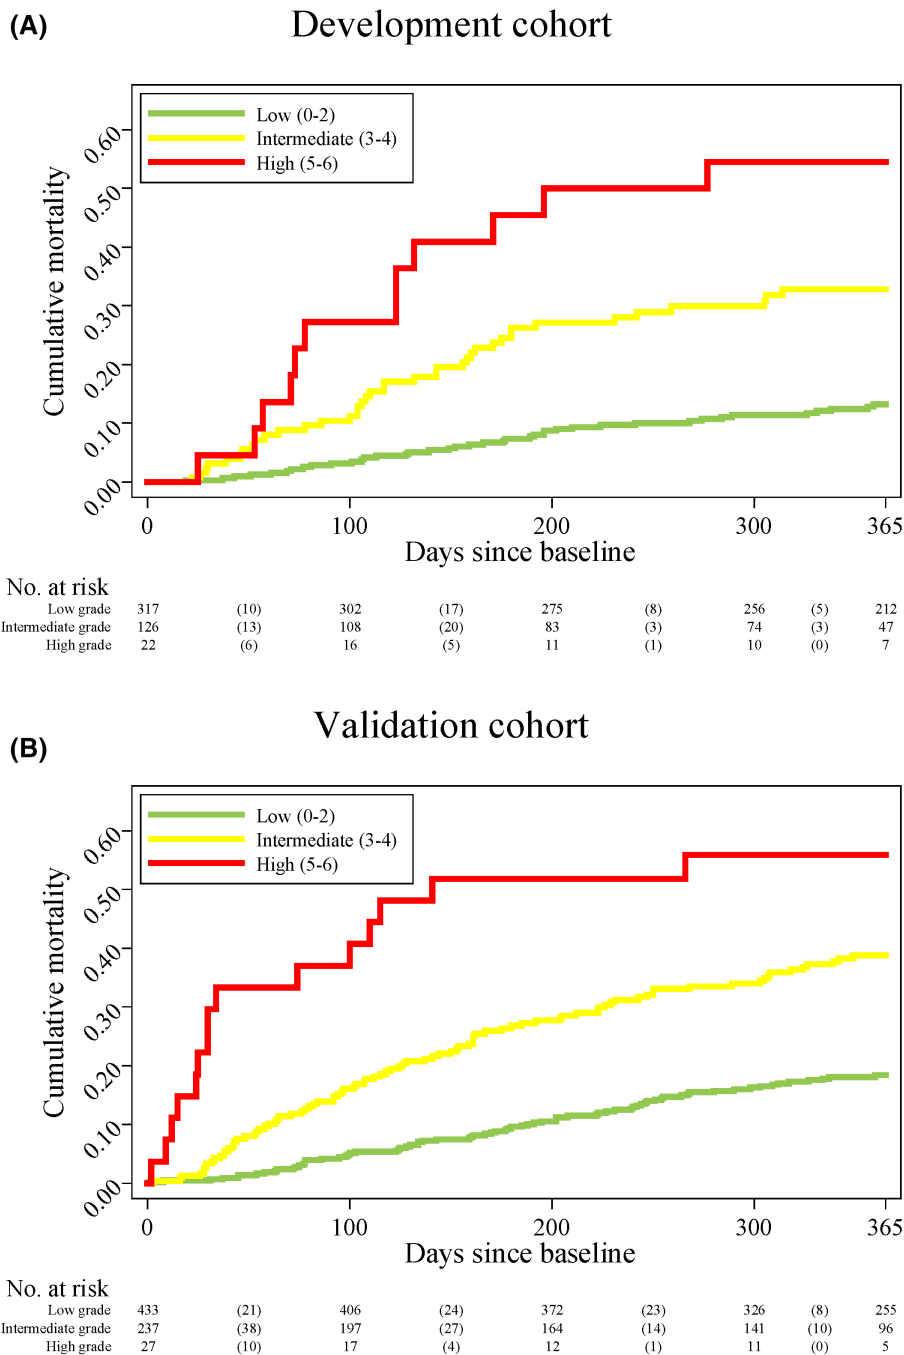 (A)
Development cohort
Low (0-2)
Intermediate (3-4)
High (5-6)
Cumulative mortality
0.60
0.50
0.40
0.30
0.20
0.10
0.00
0 100 200 300 365
Days since baseline
No. at risk
Low grade 317 (10) 302 (17) 275 (8) 256 (5) 212
Intermediate grade 126 (13) 108 (20) 83 (3) 74 (3) 47
High grade 22 (6) 16 (5) 11 (1) 10 (0) 7
(B)
Validation cohort
Low (0-2)
Intermediate (3-4)
High (5-6)
Cumulative mortality
0.60
0.50
0.40
0.30
0.20
0.10
0.00
0 100 200 300 365
Days since baseline
No. at risk
Low grade 433 (21) 406 (24) 372 (23) 326 (8) 255
Intermediate grade 237 (38) 197 (27) 164 (14) 141 (10) 96
High grade 27 (10) 17 (4) 12 (1) 11 (0) 5